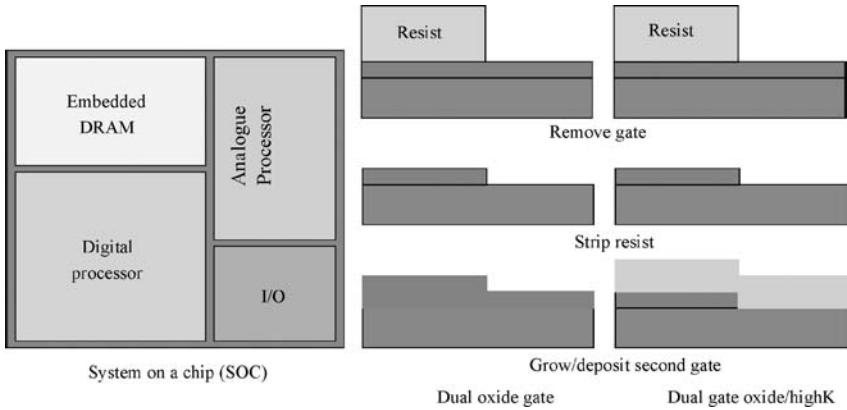 Embedded
DRAM
Analogue
Processor
Digital
processor
I/O
System on a chip (SOC)
Resist
Resist
Remove gate
Strip resist
Grow/deposit second gate
Dual oxide gate
Dual gate oxide/highK